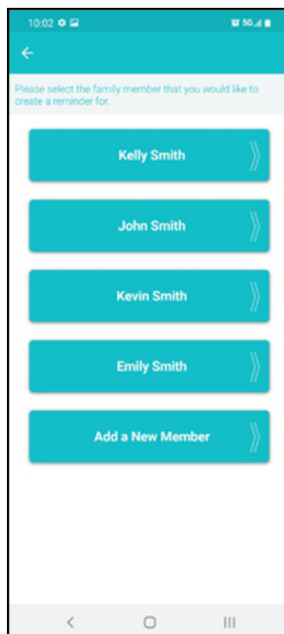 10:02
5G
Please select the family member that you would like to
create a reminder for.
Kelly Smith
John Smith
Kevin Smith
Emily Smith
Add a New Member